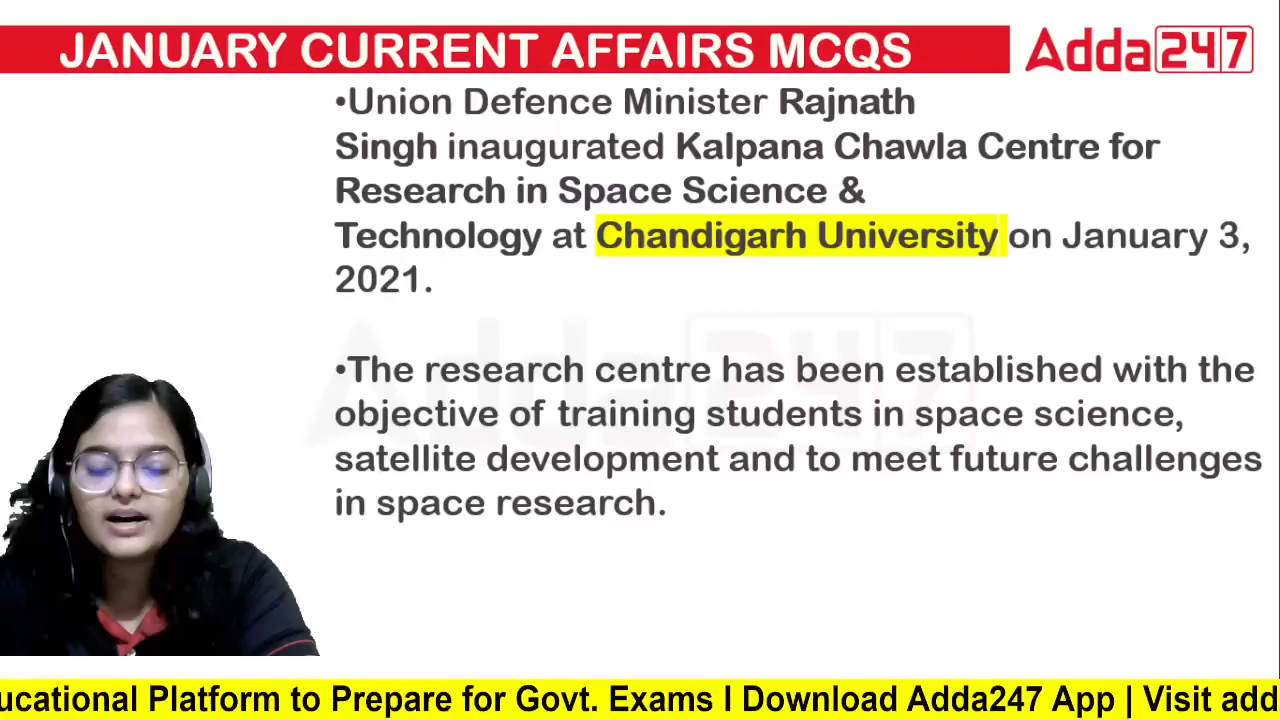 JANUARY CURRENT AFFAIRS MCQS
Adda247
•Union Defence Minister Rajnath
Singh inaugurated Kalpana Chawla Centre for
Research in Space Science &
Technology at Chandigarh University on January 3,
2021.
Adda247
•The research centre has been established with the
objective of training students in space science,
satellite development and to meet future challenges
in space research.
ucational Platform to Prepare for Govt. Exams I Download Adda247 App | Visit add